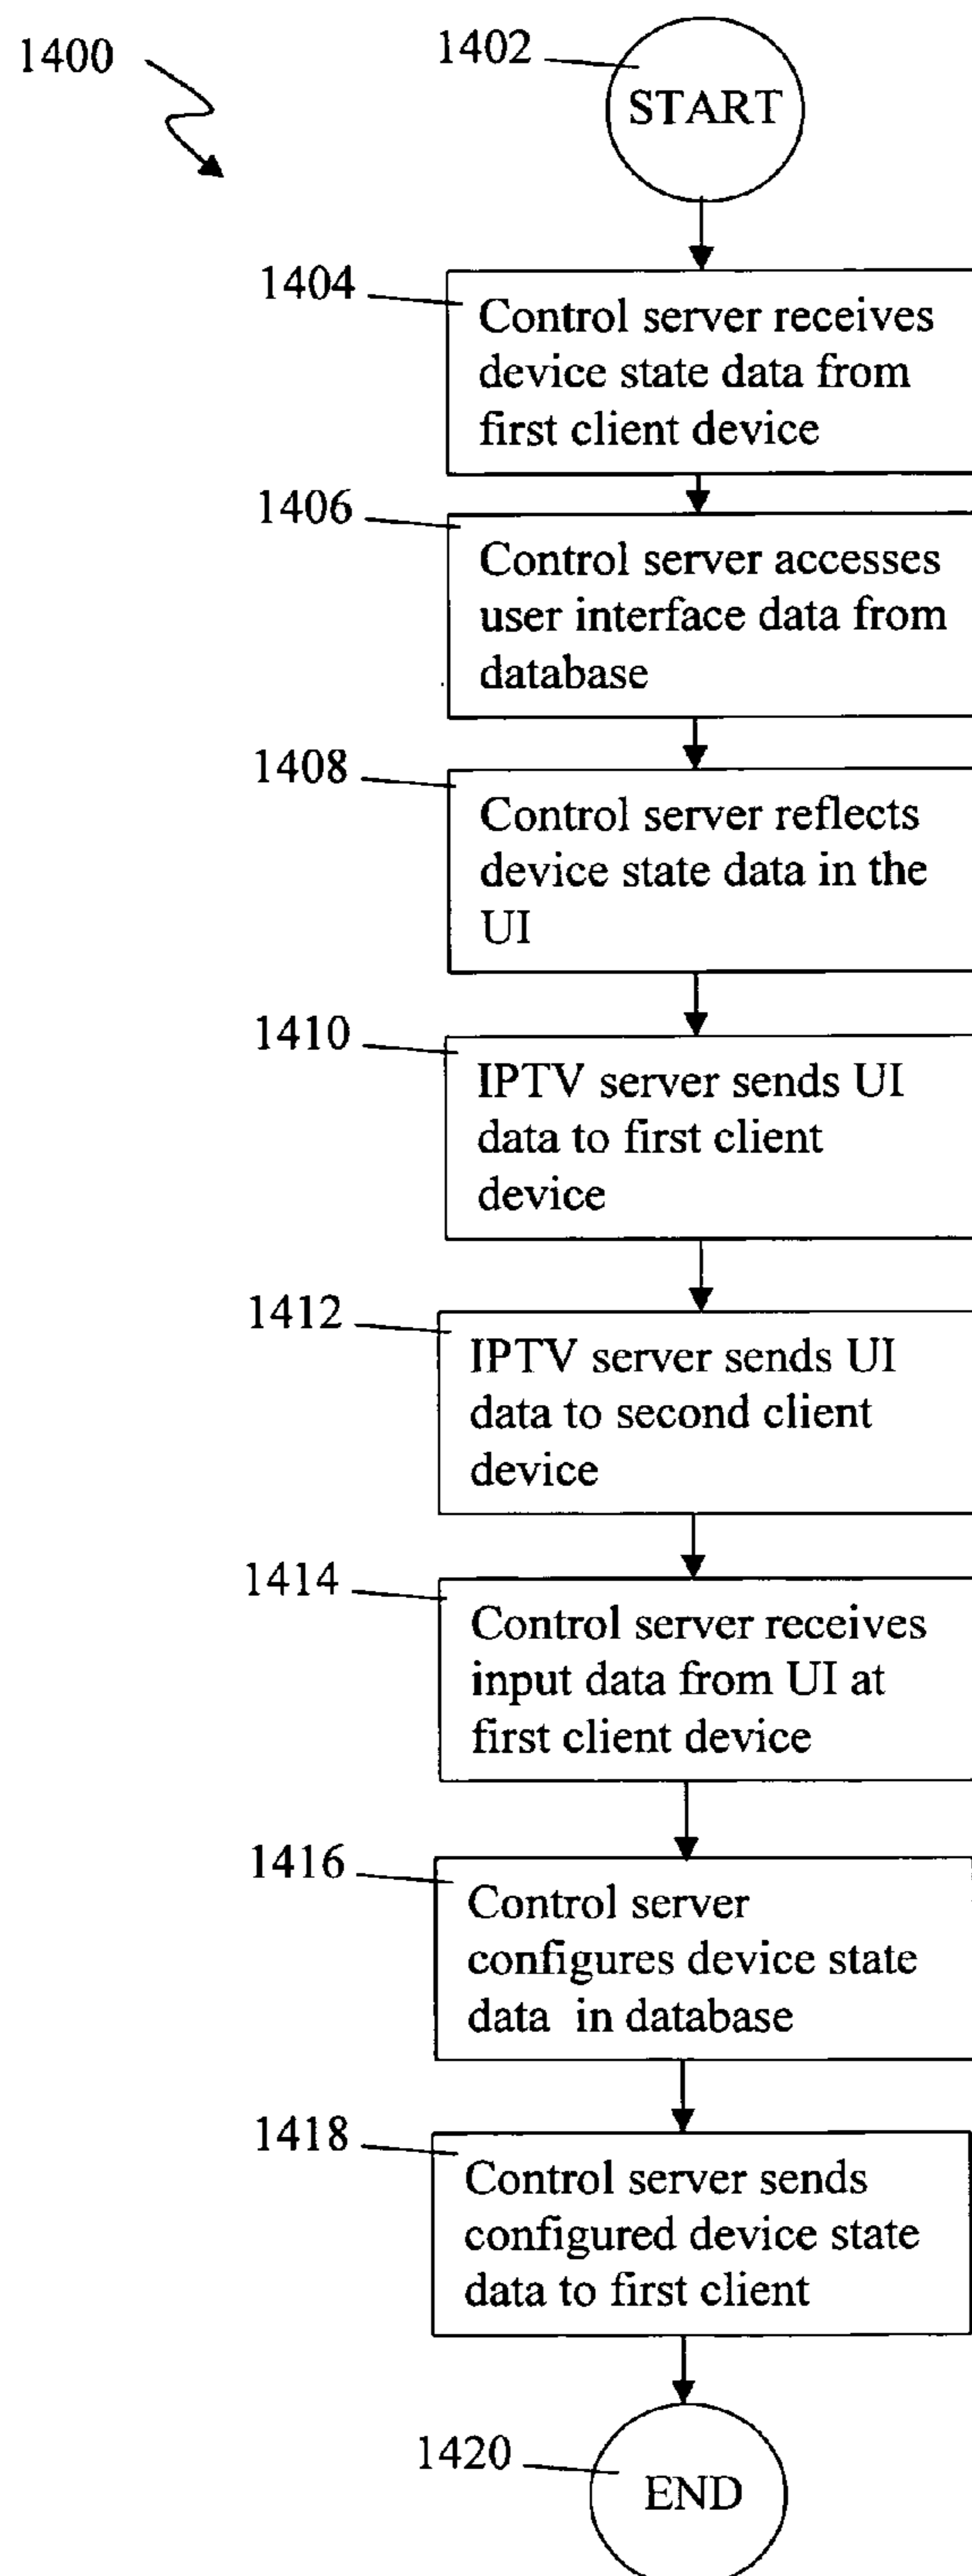 1400
1402
START
1404
Control server receives
device state data from
first client device
1406
Control server accesses
user interface data from
database
1408
Control server reflects
device state data in the
UI
1410
IPTV server sends UI
data to first client
device
1412
IPTV server sends UI
data to second client
device
1414
Control server receives
input data from UI at
first client device
1416
Control server
configures device state
data in database
1418
Control server sends
configured device state
data to first client
1420
END